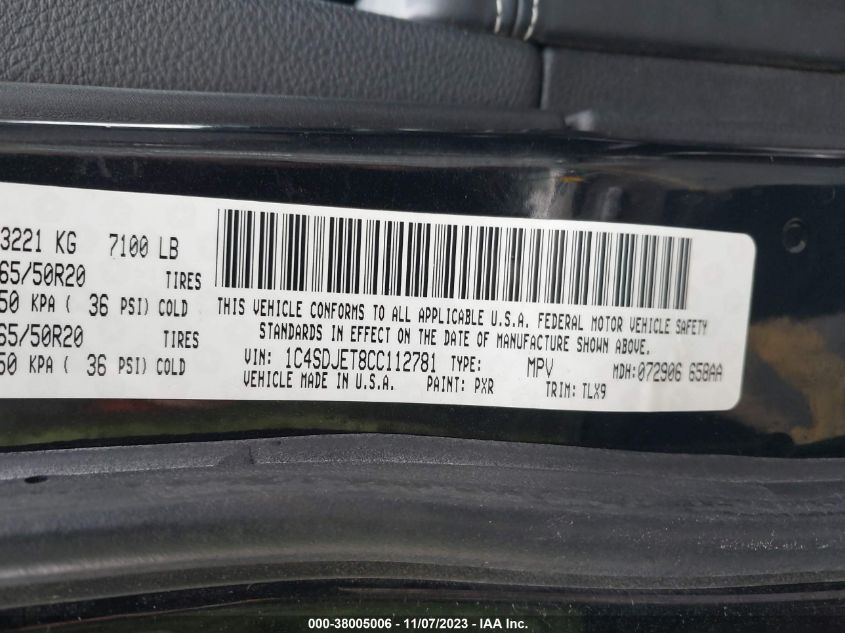 3221 KG 7100 LB
65/50R20 TIRES
50 KPA ( 36 PSI) COLD
65/50R20 TIRES
50 KPA ( 36 PSI) COLD
THIS VEHICLE CONFORMS TO ALL APPLICABLE U.S.A. FEDERAL MOTOR VEHICLE SAFETY
STANDARDS IN EFFECT ON THE DATE OF MANUFACTURE SHOWN ABOVE.
VIN: 1C4SDJET8CC112781 TYPE: MPV MDH: 072906 658AA
VEHICLE MADE IN U.S.A. PAINT: PXR TRIM: TLX9
000-38005006 - 11/07/2023 - IAA Inc.